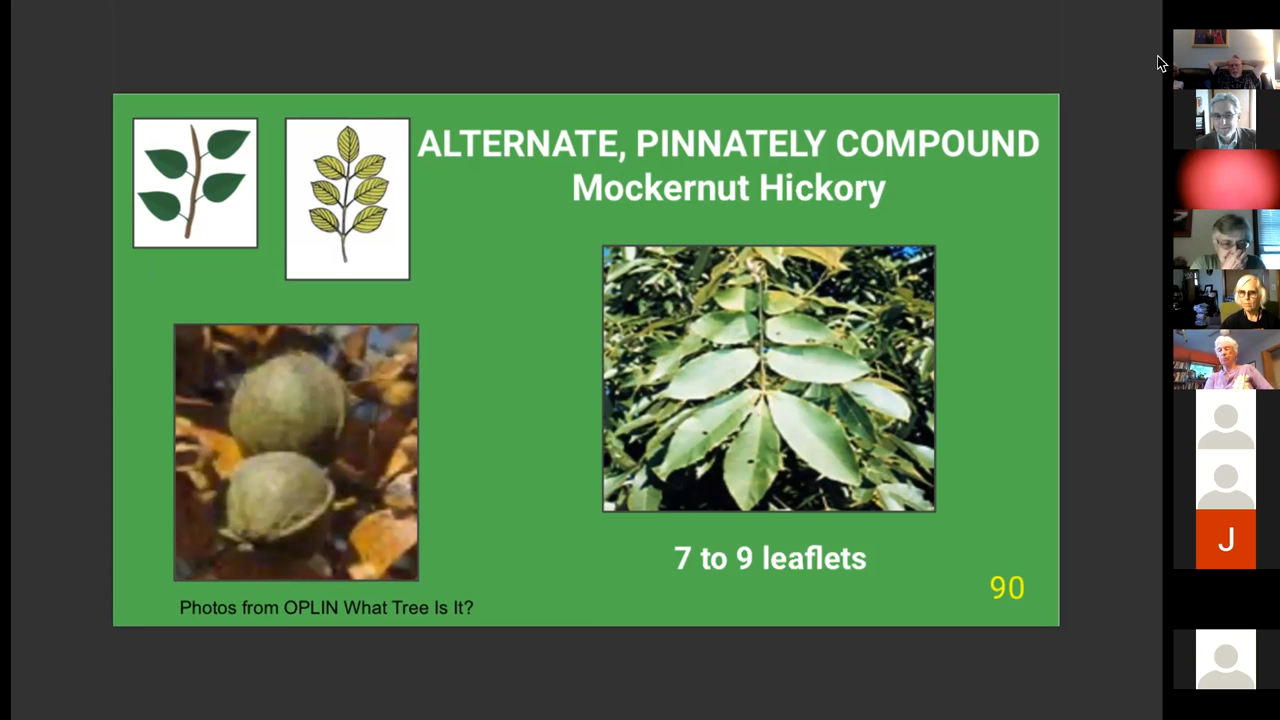 ALTERNATE, PINNATELY COMPOUND
Mockernut Hickory
7 to 9 leaflets
90
Photos from OPLIN What Tree Is It?
J